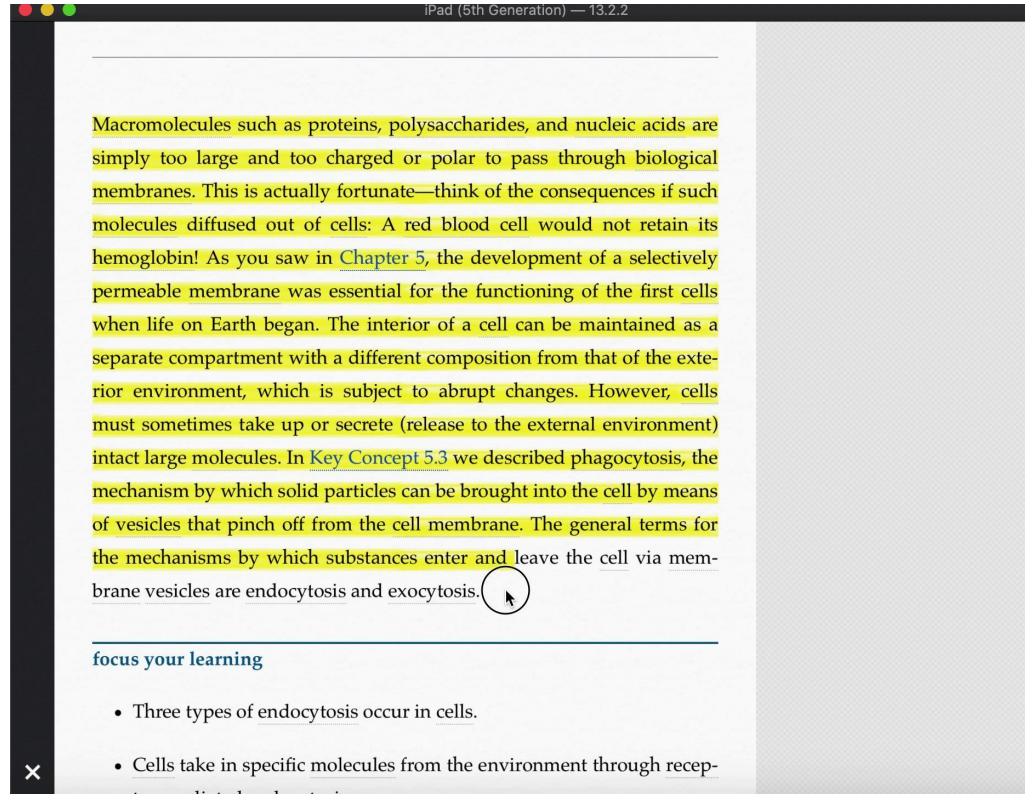 iPad (5th Generation) — 13.2.2
Macromolecules such as proteins, polysaccharides, and nucleic acids are
simply too large and too charged or polar to pass through biological
membranes. This is actually fortunate—think of the consequences if such
molecules diffused out of cells: A red blood cell would not retain its
hemoglobin! As you saw in Chapter 5, the development of a selectively
permeable membrane was essential for the functioning of the first cells
when life on Earth began. The interior of a cell can be maintained as a
separate compartment with a different composition from that of the exte-
rior environment, which is subject to abrupt changes. However, cells
must sometimes take up or secrete (release to the external environment)
intact large molecules. In Key Concept 5.3 we described phagocytosis, the
mechanism by which solid particles can be brought into the cell by means
of vesicles that pinch off from the cell membrane. The general terms for
the mechanisms by which substances enter and leave the cell via mem-
brane vesicles are endocytosis and exocytosis.
focus your learning
• Three types of endocytosis occur in cells.
• Cells take in specific molecules from the environment through recep-